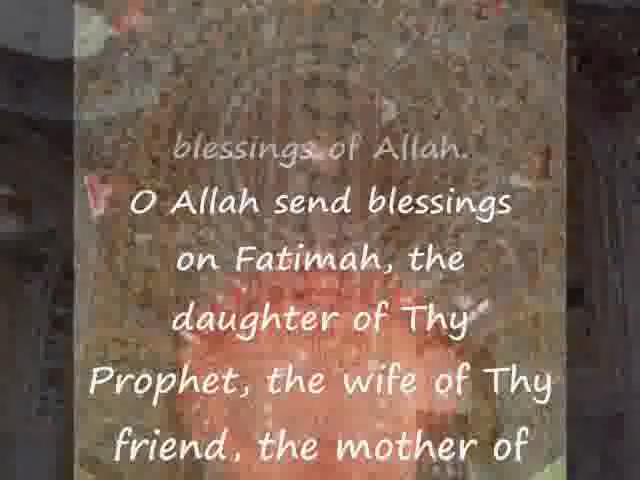 blessings of Allah.
O Allah send blessings
on Fatimah, the
daughter of Thy
Prophet, the wife of Thy
friend, the mother of